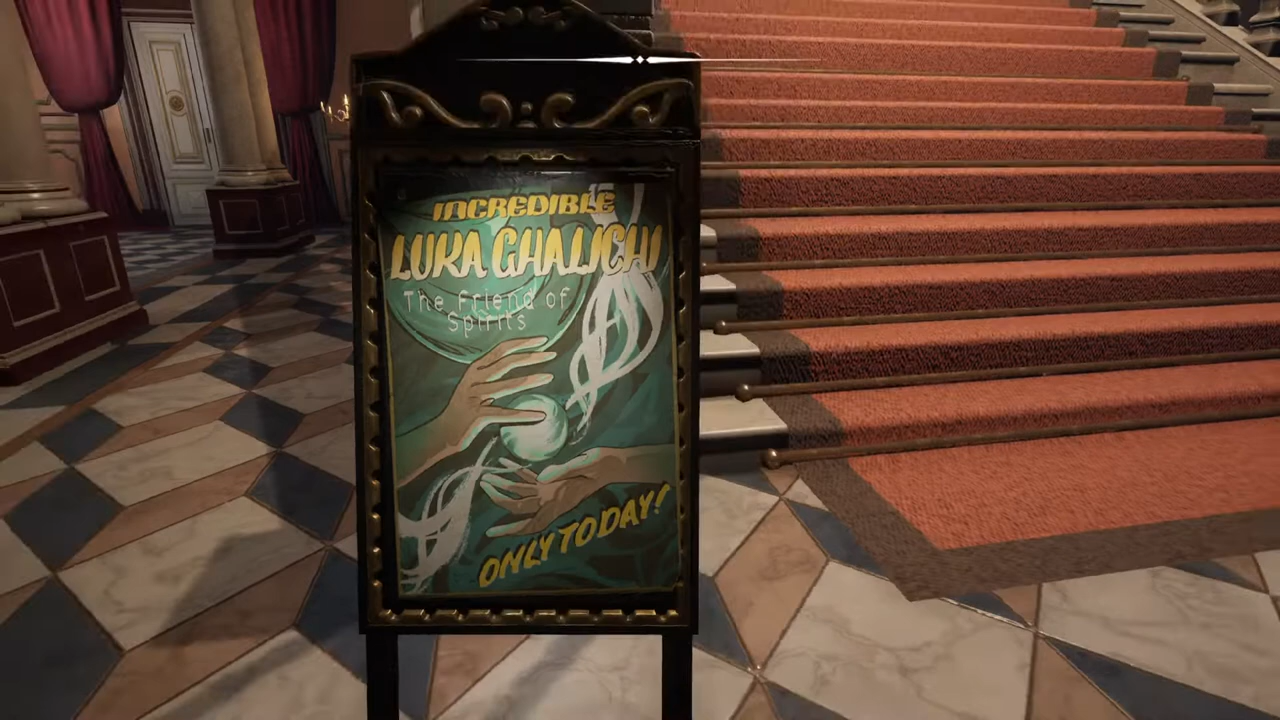 INCREDIBLE
LUKA GHALICHI
The Friend of
Spirits
ONLY TODAY!